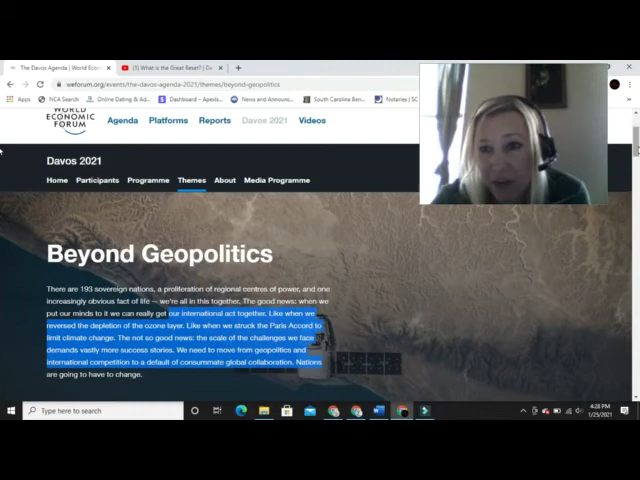 The Davos Agenda | World Econ
(3) What is the Great Reset? | Da
weforum.org/events/the-davos-agenda-2021/themes/beyond-geopolitics
Apps
NCA Search
Online Dating & Ad...
Dashboard – Apeels...
News and Announc...
South Carolina Ben...
Notaries | SC
WORLD
ECONOMIC
FORUM
Agenda Platforms Reports Davos 2021 Videos
Davos 2021
Home Participants Programme Themes About Media Programme
Beyond Geopolitics
There are 193 sovereign nations, a proliferation of regional centres of power, and one
increasingly obvious fact of life — we're all in this together. The good news: when we
put our minds to it we can really get our international act together. Like when we
reversed the depletion of the ozone layer. Like when we struck the Paris Accord to
limit climate change. The not so good news: the scale of the challenges we face
demands vastly more success stories. We need to move from geopolitics and
international competition to a default of consummate global collaboration. Nations
are going to have to change.
Type here to search
4:28 PM
1/25/2021